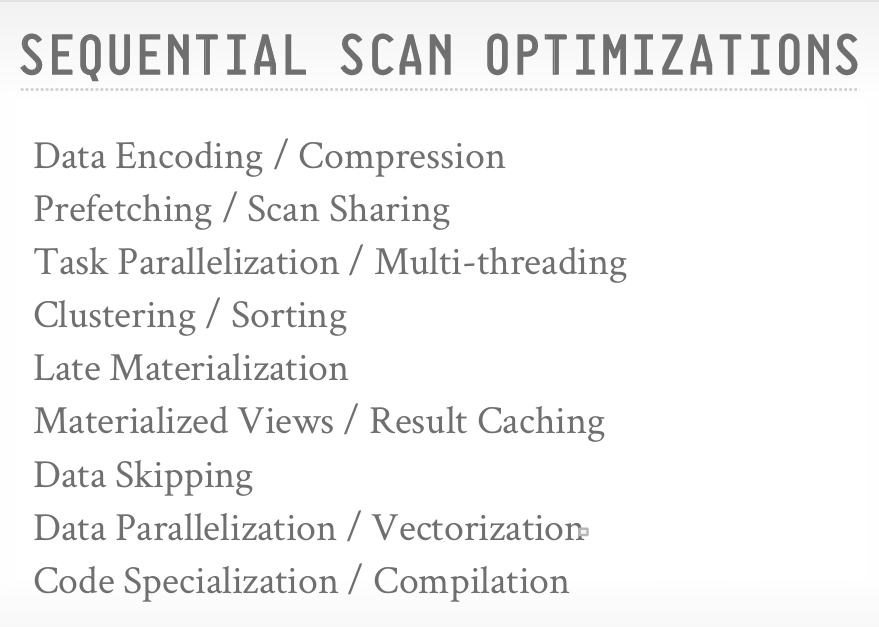 SEQUENTIAL SCAN OPTIMIZATIONS
Data Encoding / Compression
Prefetching / Scan Sharing
Task Parallelization / Multi-threading
Clustering / Sorting
Late Materialization
Materialized Views / Result Caching
Data Skipping
Data Parallelization / Vectorization
Code Specialization / Compilation